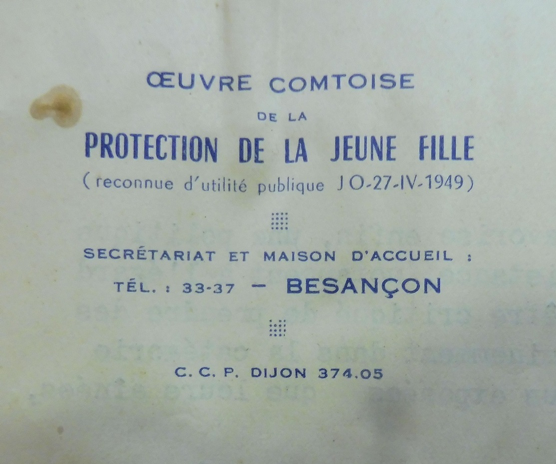 ŒUVRE COMTOISE
DE LA
PROTECTION DE LA JEUNE FILLE
(reconnue d'utilité publique JO-27-IV-1949)
SECRÉTARIAT ET MAISON D'ACCUEIL :
TÉL. : 33-37 — BESANÇON
C. C. P. DIJON 374.05